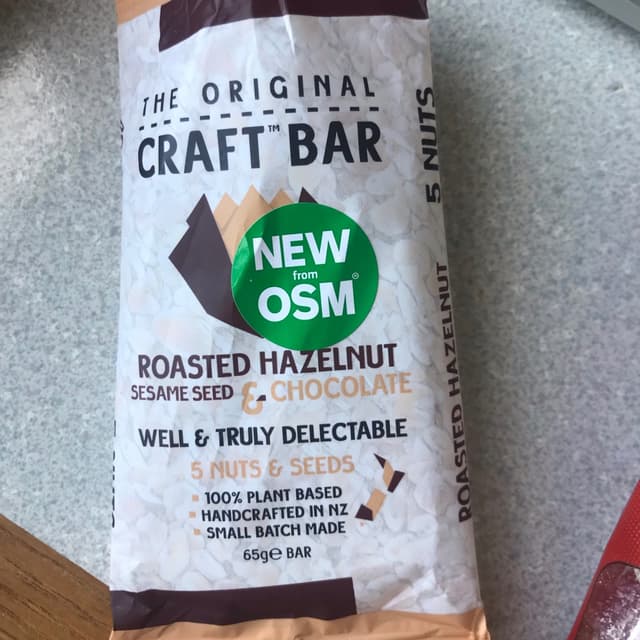 THE ORIGINAL
CRAFT™ BAR
NEW
from
OSM®
ROASTED HAZELNUT
SESAME SEED & CHOCOLATE
WELL & TRULY DELECTABLE
5 NUTS & SEEDS
▪ 100% PLANT BASED
▪ HANDCRAFTED IN NZ
▪ SMALL BATCH MADE
65g℮ BAR
ROASTED HAZELNUT
5 NUTS